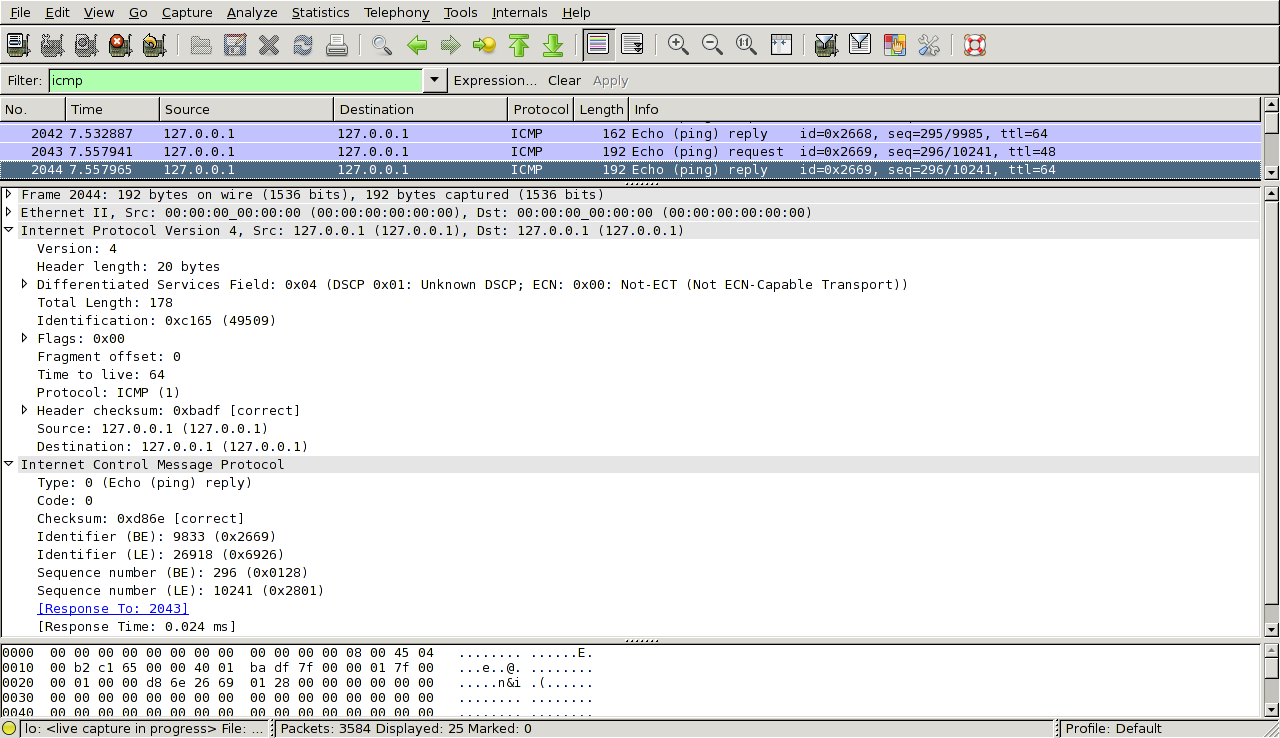 File Edit View Go Capture Analyze Statistics Telephony Tools Internals Help
Filter: icmp Expression... Clear Apply
No. Time Source Destination Protocol Length Info
2042 7.532887 127.0.0.1 127.0.0.1 ICMP 162 Echo (ping) reply id=0x2668, seq=295/9985, ttl=64
2043 7.557941 127.0.0.1 127.0.0.1 ICMP 192 Echo (ping) request id=0x2669, seq=296/10241, ttl=48
2044 7.557965 127.0.0.1 127.0.0.1 ICMP 192 Echo (ping) reply id=0x2669, seq=296/10241, ttl=64
Frame 2044: 192 bytes on wire (1536 bits), 192 bytes captured (1536 bits)
Ethernet II, Src: 00:00:00_00:00:00 (00:00:00:00:00:00), Dst: 00:00:00_00:00:00 (00:00:00:00:00:00)
Internet Protocol Version 4, Src: 127.0.0.1 (127.0.0.1), Dst: 127.0.0.1 (127.0.0.1)
Version: 4
Header length: 20 bytes
Differentiated Services Field: 0x04 (DSCP 0x01: Unknown DSCP; ECN: 0x00: Not-ECT (Not ECN-Capable Transport))
Total Length: 178
Identification: 0xc165 (49509)
Flags: 0x00
Fragment offset: 0
Time to live: 64
Protocol: ICMP (1)
Header checksum: 0xbadf [correct]
Source: 127.0.0.1 (127.0.0.1)
Destination: 127.0.0.1 (127.0.0.1)
Internet Control Message Protocol
Type: 0 (Echo (ping) reply)
Code: 0
Checksum: 0xd86e [correct]
Identifier (BE): 9833 (0x2669)
Identifier (LE): 26918 (0x6926)
Sequence number (BE): 296 (0x0128)
Sequence number (LE): 10241 (0x2801)
[Response To: 2043]
[Response Time: 0.024 ms]
0000 00 00 00 00 00 00 00 00 00 00 00 00 08 00 45 04 ........ ......E.
0010 00 b2 c1 65 00 00 40 01 ba df 7f 00 00 01 7f 00 ...e..@. ........
0020 00 01 00 00 d8 6e 26 69 01 28 00 00 00 00 00 00 .....n&i .(......
0030 00 00 00 00 00 00 00 00 00 00 00 00 00 00 00 00 ........ ........
0040 00 00 00 00 00 00 00 00 00 00 00 00 00 00 00 00 ........ ........
lo: <live capture in progress> File: ... Packets: 3584 Displayed: 25 Marked: 0 Profile: Default